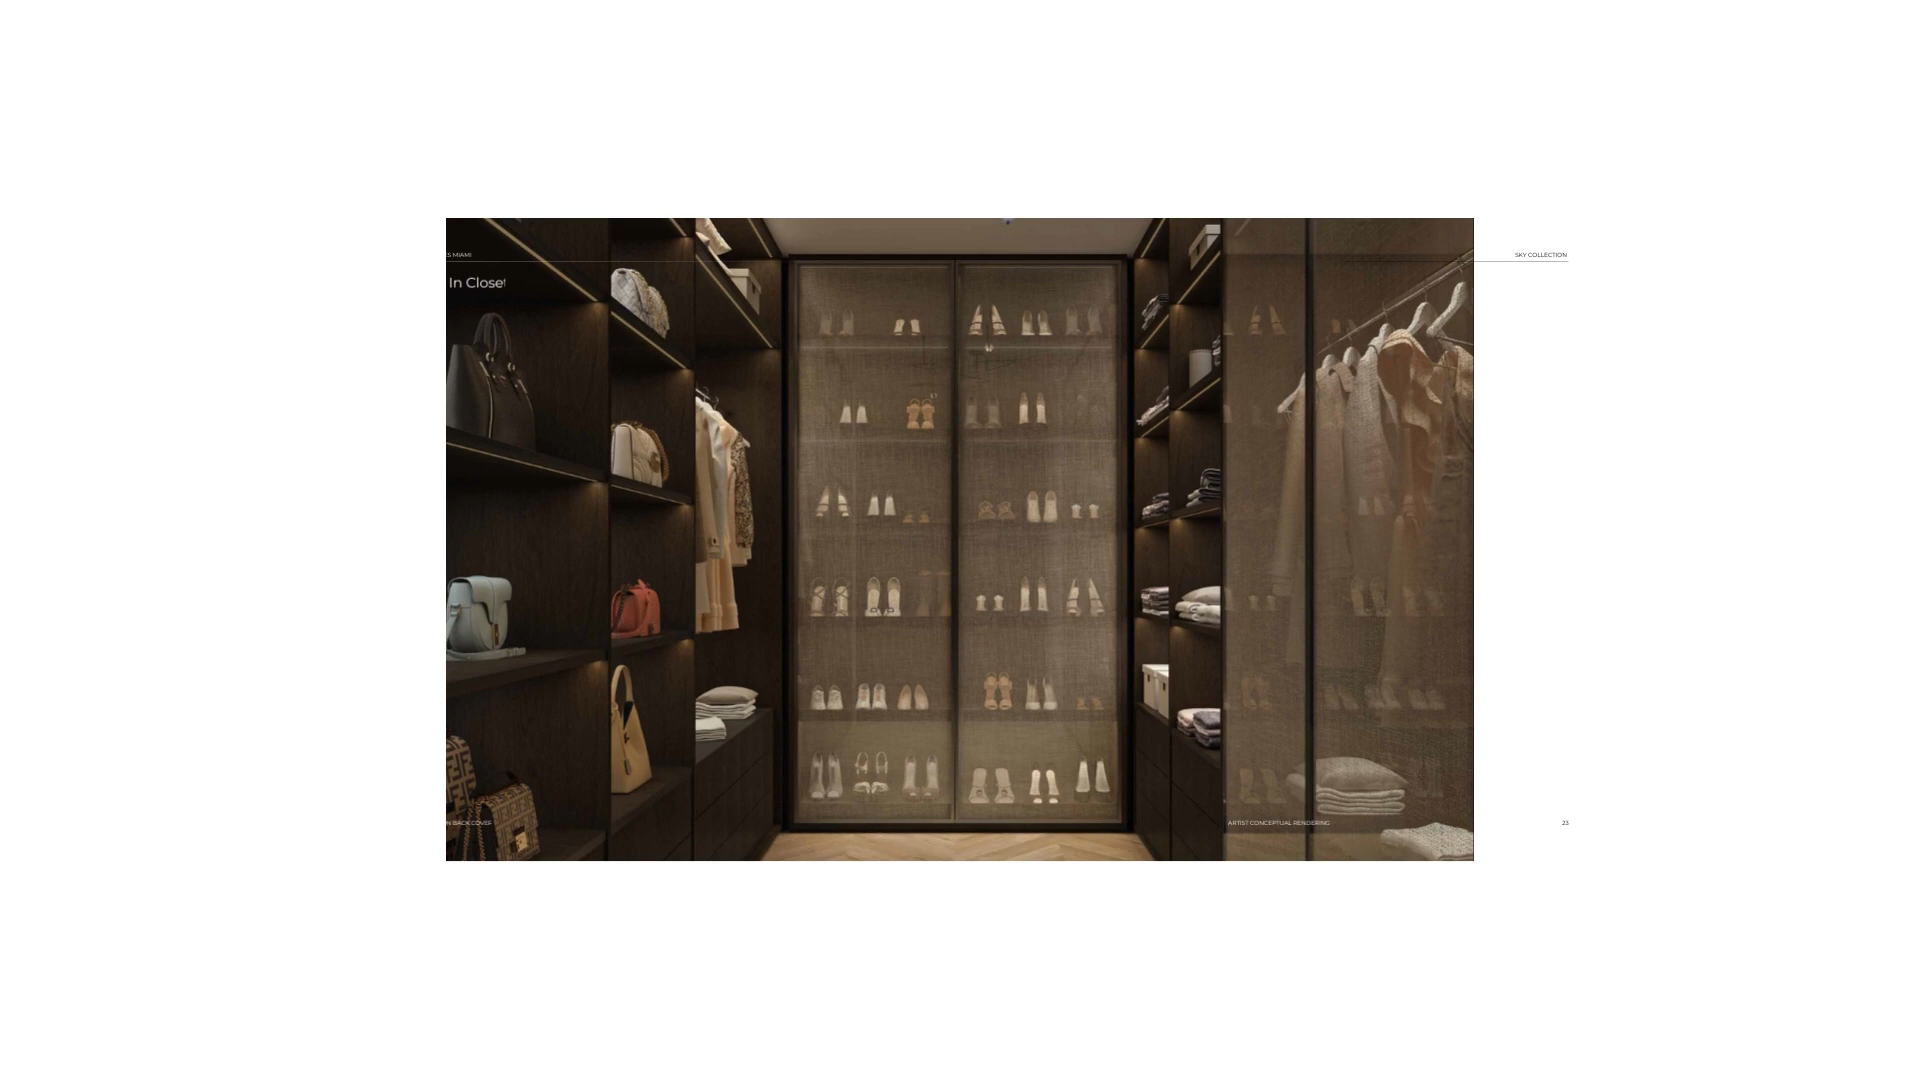 S MIAMI
SKY COLLECTION
In Closet
N BACK COVER
ARTIST CONCEPTUAL RENDERING
23